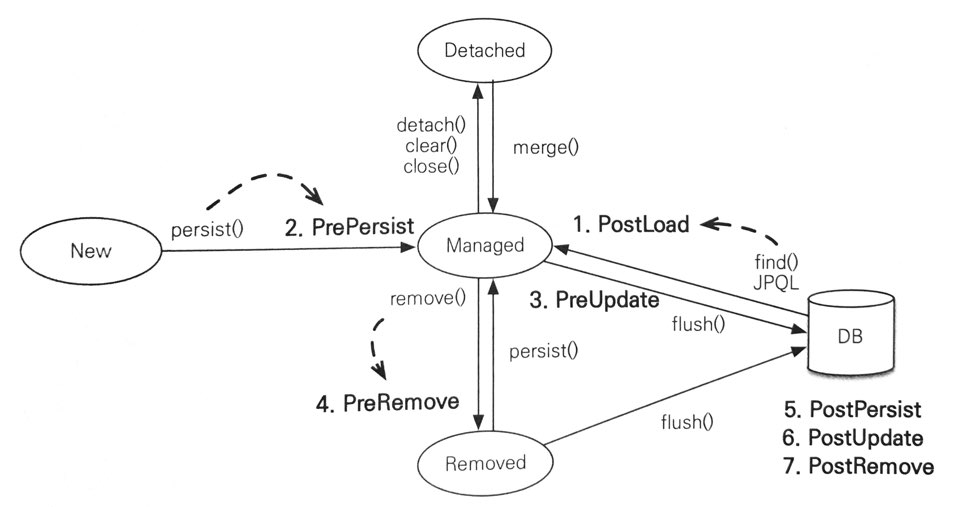 Detached
detach()
clear()
close()
merge()
persist()
2. PrePersist
New
Managed
1. PostLoad
find()
JPQL
3. PreUpdate
flush()
DB
remove()
persist()
4. PreRemove
flush()
Removed
5. PostPersist
6. PostUpdate
7. PostRemove